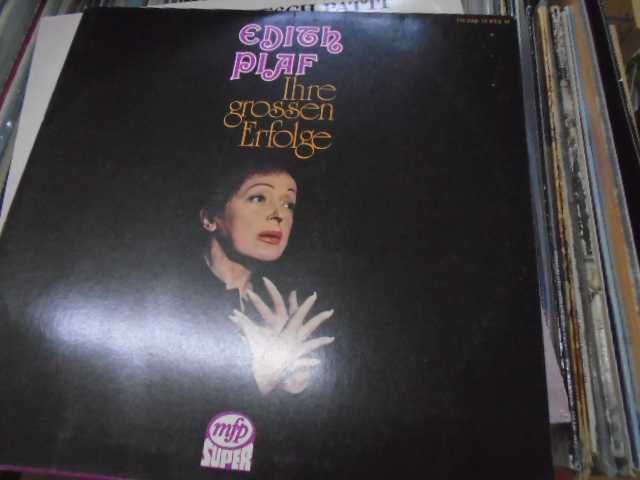 EDITH
PIAF
Ihre
grossen
Erfolge
mfp
SUPER